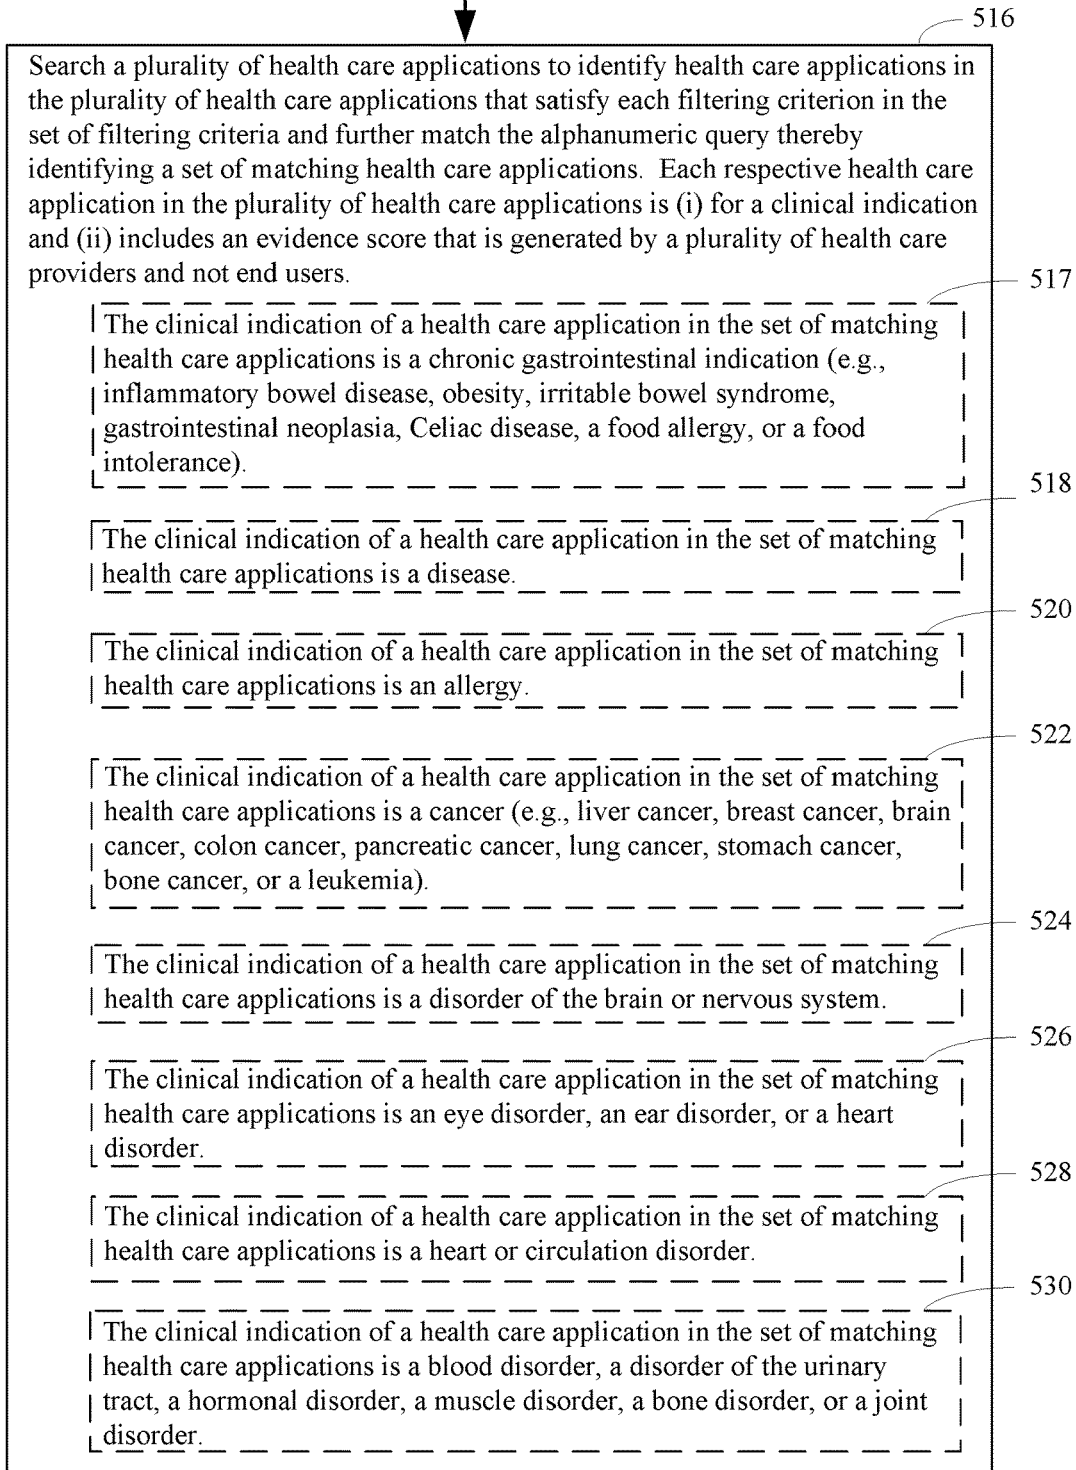 516
Search a plurality of health care applications to identify health care applications in
the plurality of health care applications that satisfy each filtering criterion in the
set of filtering criteria and further match the alphanumeric query thereby
identifying a set of matching health care applications.  Each respective health care
application in the plurality of health care applications is (i) for a clinical indication
and (ii) includes an evidence score that is generated by a plurality of health care
providers and not end users.
517
The clinical indication of a health care application in the set of matching
health care applications is a chronic gastrointestinal indication (e.g.,
inflammatory bowel disease, obesity, irritable bowel syndrome,
gastrointestinal neoplasia, Celiac disease, a food allergy, or a food
intolerance).
518
The clinical indication of a health care application in the set of matching
health care applications is a disease.
520
The clinical indication of a health care application in the set of matching
health care applications is an allergy.
522
The clinical indication of a health care application in the set of matching
health care applications is a cancer (e.g., liver cancer, breast cancer, brain
cancer, colon cancer, pancreatic cancer, lung cancer, stomach cancer,
bone cancer, or a leukemia).
524
The clinical indication of a health care application in the set of matching
health care applications is a disorder of the brain or nervous system.
526
The clinical indication of a health care application in the set of matching
health care applications is an eye disorder, an ear disorder, or a heart
disorder.
528
The clinical indication of a health care application in the set of matching
health care applications is a heart or circulation disorder.
530
The clinical indication of a health care application in the set of matching
health care applications is a blood disorder, a disorder of the urinary
tract, a hormonal disorder, a muscle disorder, a bone disorder, or a joint
disorder.